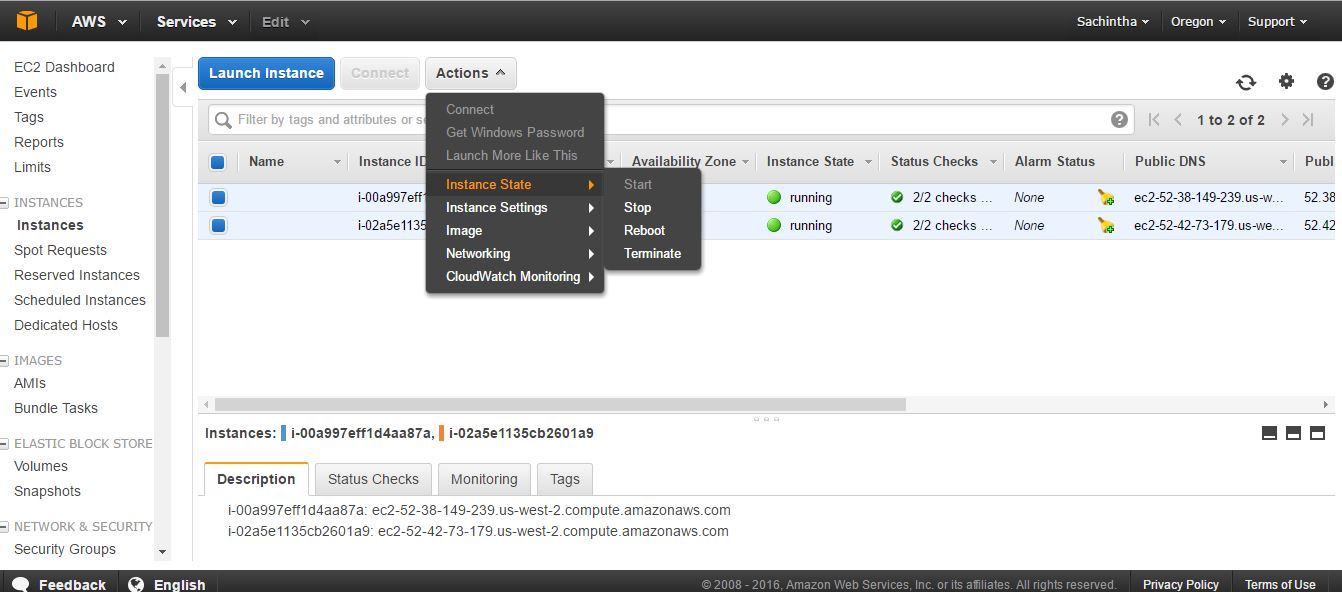 AWS Services Edit Sachintha Oregon Support
EC2 Dashboard
Events
Tags
Reports
Limits
INSTANCES
Instances
Spot Requests
Reserved Instances
Scheduled Instances
Dedicated Hosts
IMAGES
AMIs
Bundle Tasks
ELASTIC BLOCK STORE
Volumes
Snapshots
NETWORK & SECURITY
Security Groups
Launch Instance Connect Actions
Filter by tags and attributes or se
1 to 2 of 2
Name Instance ID Availability Zone Instance State Status Checks Alarm Status Public DNS Publ
i-00a997eff1 running 2/2 checks ... None ec2-52-38-149-239.us-w... 52.38
i-02a5e1135 running 2/2 checks ... None ec2-52-42-73-179.us-we... 52.42
Connect
Get Windows Password
Launch More Like This
Instance State
Instance Settings
Image
Networking
CloudWatch Monitoring
Start
Stop
Reboot
Terminate
Instances: i-00a997eff1d4aa87a, i-02a5e1135cb2601a9
Description Status Checks Monitoring Tags
i-00a997eff1d4aa87a: ec2-52-38-149-239.us-west-2.compute.amazonaws.com
i-02a5e1135cb2601a9: ec2-52-42-73-179.us-west-2.compute.amazonaws.com
Feedback English © 2008 - 2016, Amazon Web Services, Inc. or its affiliates. All rights reserved. Privacy Policy Terms of Use